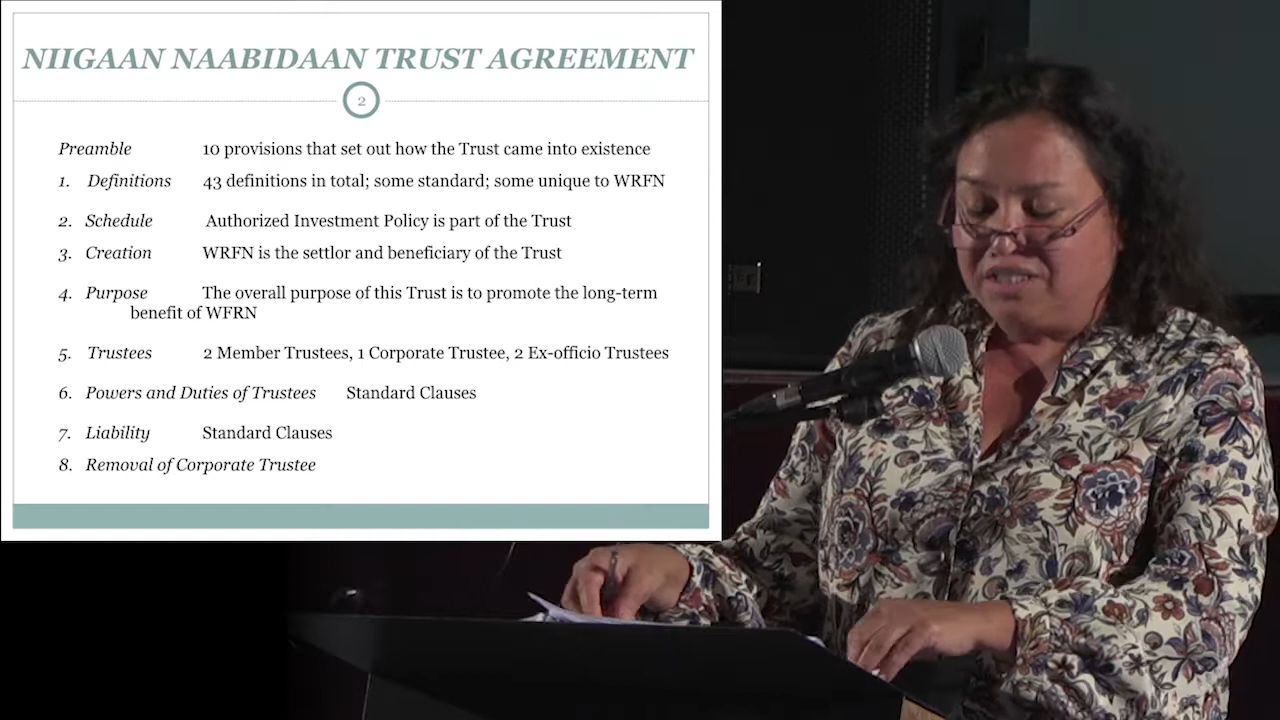 NIIGAAN NAABIDAAN TRUST AGREEMENT
2
Preamble 10 provisions that set out how the Trust came into existence
1. Definitions 43 definitions in total; some standard; some unique to WRFN
2. Schedule Authorized Investment Policy is part of the Trust
3. Creation WRFN is the settlor and beneficiary of the Trust
4. Purpose The overall purpose of this Trust is to promote the long-term
benefit of WFRN
5. Trustees 2 Member Trustees, 1 Corporate Trustee, 2 Ex-officio Trustees
6. Powers and Duties of Trustees Standard Clauses
7. Liability Standard Clauses
8. Removal of Corporate Trustee